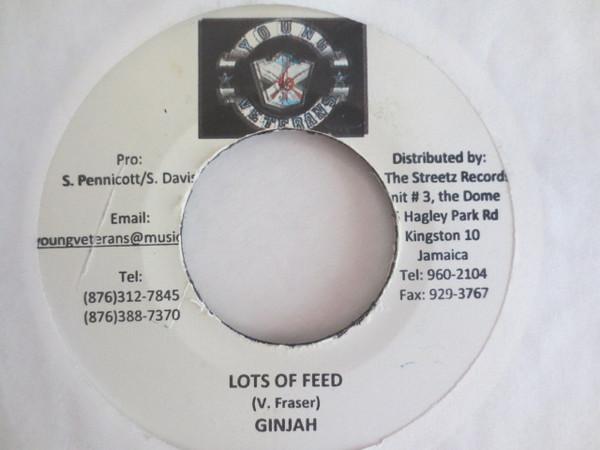 YOUNG
VETERANS
Pro:
S. Pennicott/S. Davis
Email:
youngveterans@music
Tel:
(876)312-7845
(876)388-7370
Distributed by:
The Streetz Records
nit # 3, the Dome
Hagley Park Rd
Kingston 10
Jamaica
Tel: 960-2104
Fax: 929-3767
LOTS OF FEED
(V. Fraser)
GINJAH